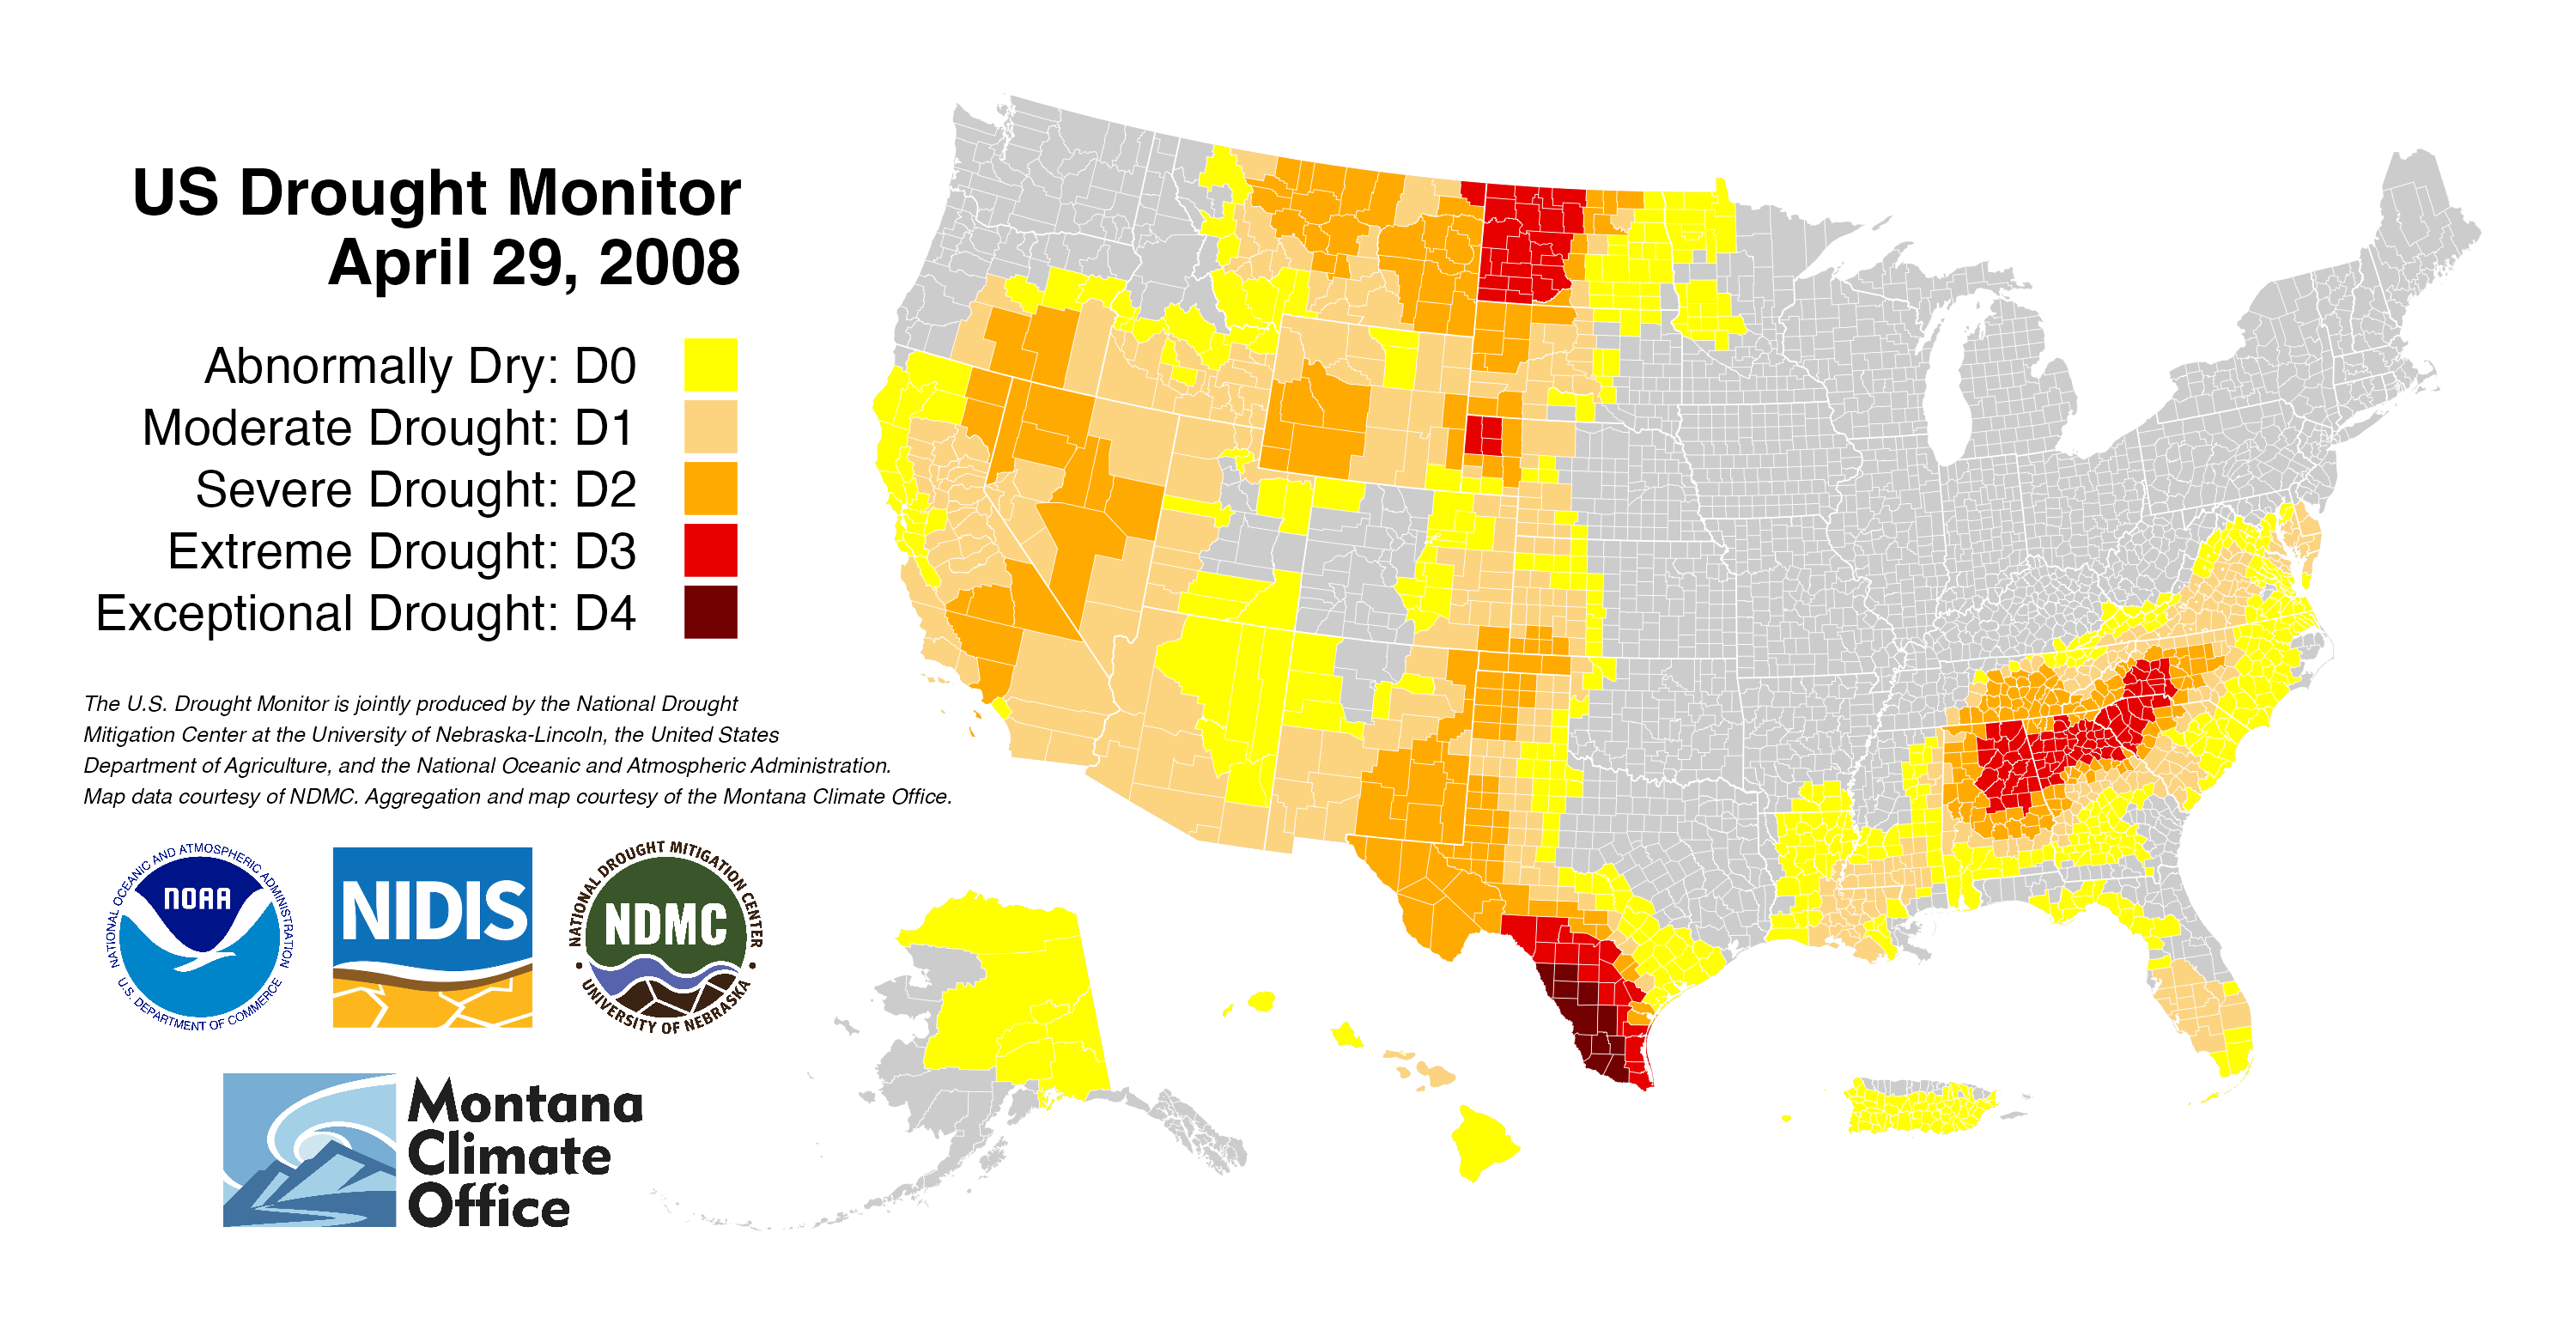 US Drought Monitor
April 29, 2008
Abnormally Dry: D0
Moderate Drought: D1
Severe Drought: D2
Extreme Drought: D3
Exceptional Drought: D4
The U.S. Drought Monitor is jointly produced by the National Drought
Mitigation Center at the University of Nebraska-Lincoln, the United States
Department of Agriculture, and the National Oceanic and Atmospheric Administration.
Map data courtesy of NDMC. Aggregation and map courtesy of the Montana Climate Office.
NATIONAL OCEANIC AND ATMOSPHERIC ADMINISTRATION
NOAA
U.S. DEPARTMENT OF COMMERCE
NIDIS
NATIONAL DROUGHT MITIGATION CENTER
NDMC
UNIVERSITY OF NEBRASKA
Montana
Climate
Office